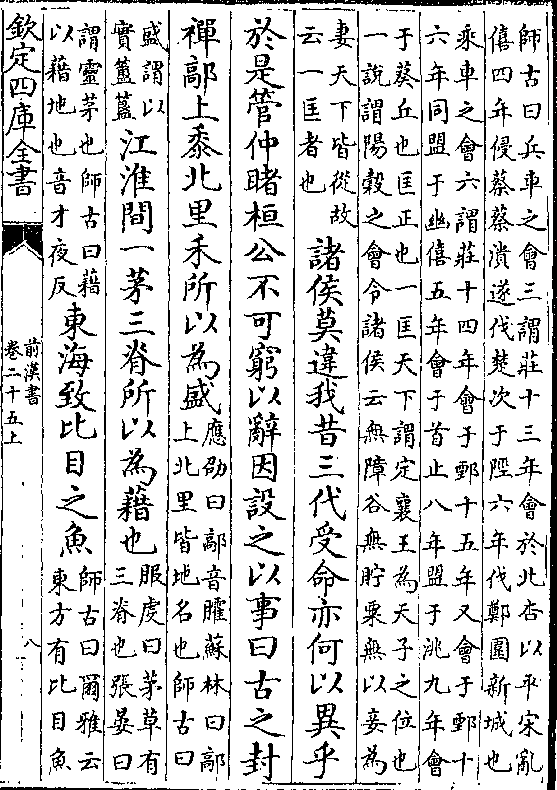 師古曰兵車之會三謂莊十三年會於北杏以平宋亂
僖四年侵蔡蔡潰遂伐楚次于陘六年伐鄭圍新城也
乘車之會六謂莊十四年會于鄄十五年又會于鄄十
六年同盟于幽僖五年會于首止八年盟于洮九年會
于葵丘也匡正也一匡天下謂定襄王為天子之位也
一說謂陽穀之會令諸侯云無障谷無貯粟無以妾為
妻天下皆從故
云一匡者也
諸侯莫違我昔三代受命亦何以異乎
於是管仲睹桓公不可窮以辭因設之以事曰古之封
禪鄗上黍北里禾所以為盛
應劭曰鄗音臛蘇林曰鄗
上北里皆地名也師古曰
盛謂以
實簠簋
江淮間一茅三脊所以為藉也
服虔曰茅草有
三脊也張晏曰
謂靈茅也師古曰藉
以藉地也音才夜反
東海致比目之魚
師古曰爾雅云
東方有比目魚
欽定四庫全書
前漢書
卷二十五上
八